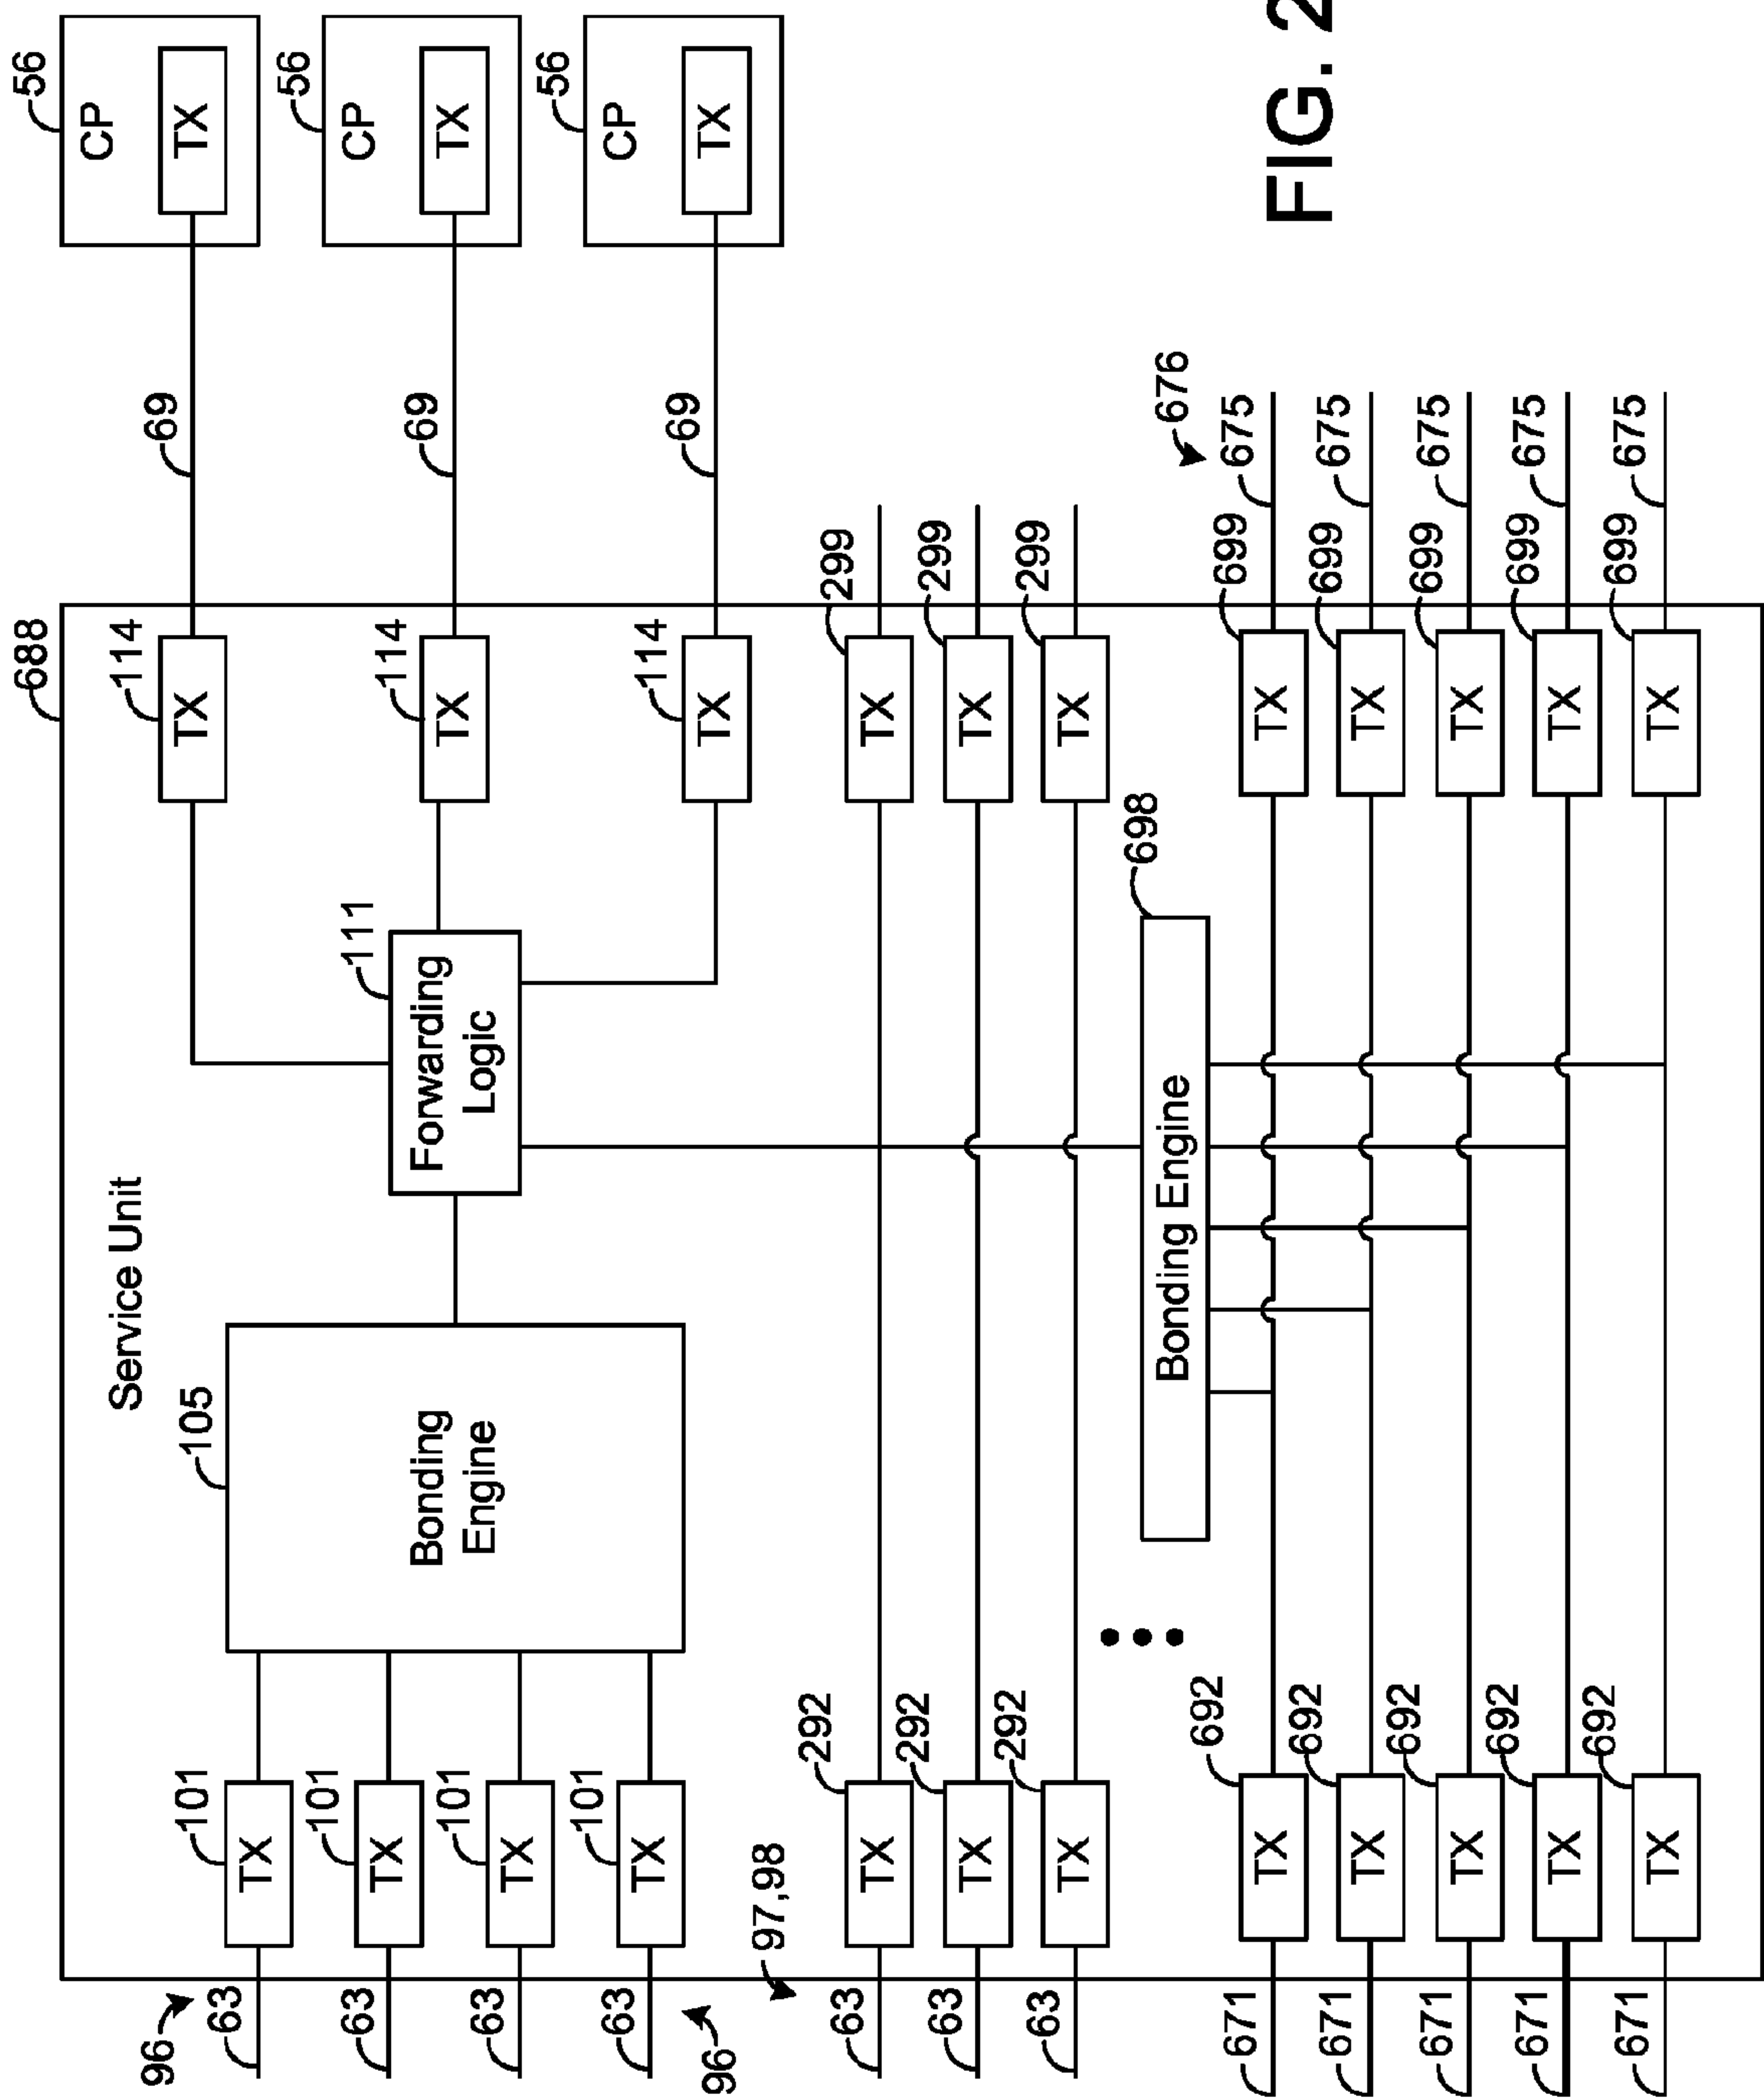 688
Service Unit
96
63
63
63
63
96
101
TX
101
TX
101
TX
101
TX
105
Bonding
Engine
111
Forwarding
Logic
114
TX
114
TX
114
TX
69
69
69
56
CP
TX
56
CP
TX
56
CP
TX
97,98
63
63
63
292
TX
292
TX
292
TX
299
TX
299
TX
299
TX
698
Bonding Engine
671
671
671
671
671
692
TX
692
TX
692
TX
692
TX
692
TX
699
TX
699
TX
699
TX
699
TX
699
TX
676
675
675
675
675
675
FIG. 2